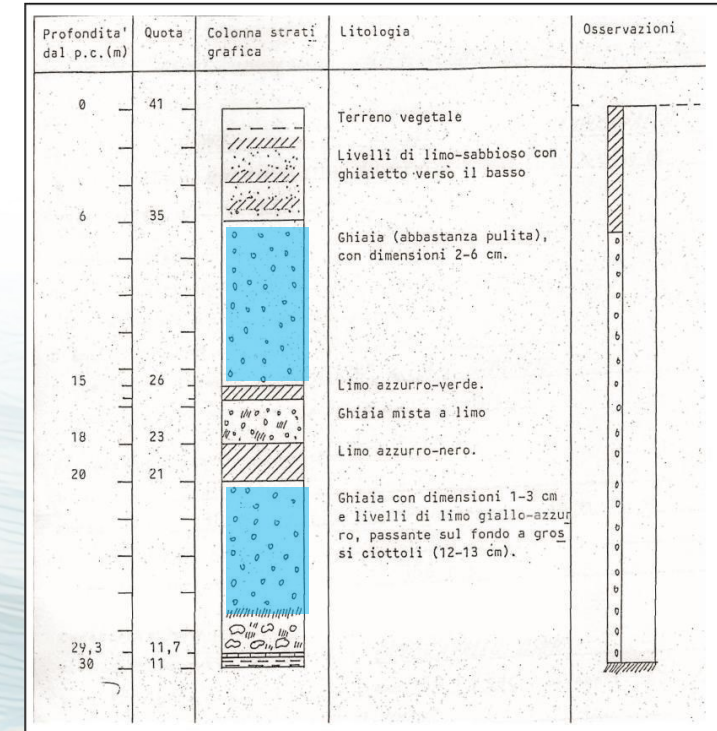 Profondita' Quota Colonna strati Litologia Osservazioni
dal p.c.(m) grafica
0 41
Terreno vegetale
Livelli di limo-sabbioso con
ghiaietto verso il basso
6 35
Ghiaia (abbastanza pulita),
con dimensioni 2-6 cm.
15 26 Limo azzurro-verde.
Ghiaia mista a limo
18 23
Limo azzurro-nero.
20 21
Ghiaia con dimensioni 1-3 cm
e livelli di limo giallo-azzur
ro, passante sul fondo a gros
si ciottoli (12-13 cm).
29,3 11,7
30 11